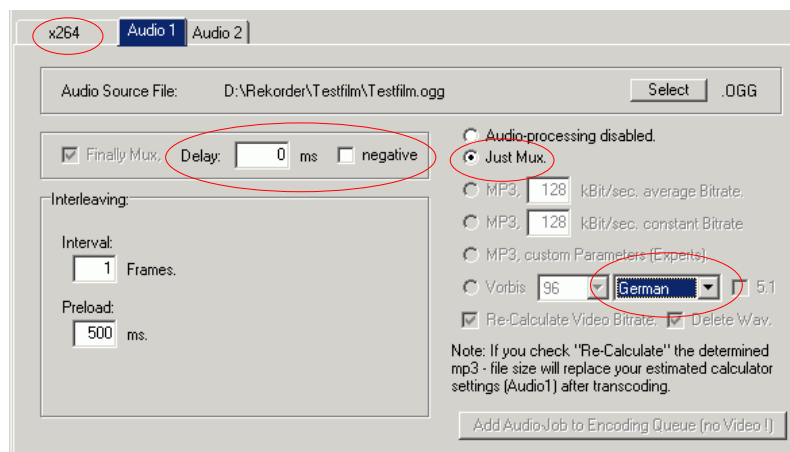 x264 Audio 1 Audio 2
Audio Source File: D:\Rekorder\Testfilm\Testfilm.ogg Select .OGG
Finally Mux, Delay: 0 ms negative
Interleaving:
Interval:
1 Frames.
Preload:
500 ms.
Audio-processing disabled.
Just Mux.
MP3, 128 kBit/sec. average Bitrate.
MP3, 128 kBit/sec. constant Bitrate
MP3, custom Parameters (Experts).
Vorbis 96 German 5.1
Re-Calculate Video Bitrate. Delete Wav.
Note: If you check "Re-Calculate" the determined
mp3 - file size will replace your estimated calculator
settings (Audio1) after transcoding.
Add Audio-Job to Encoding Queue (no Video !)